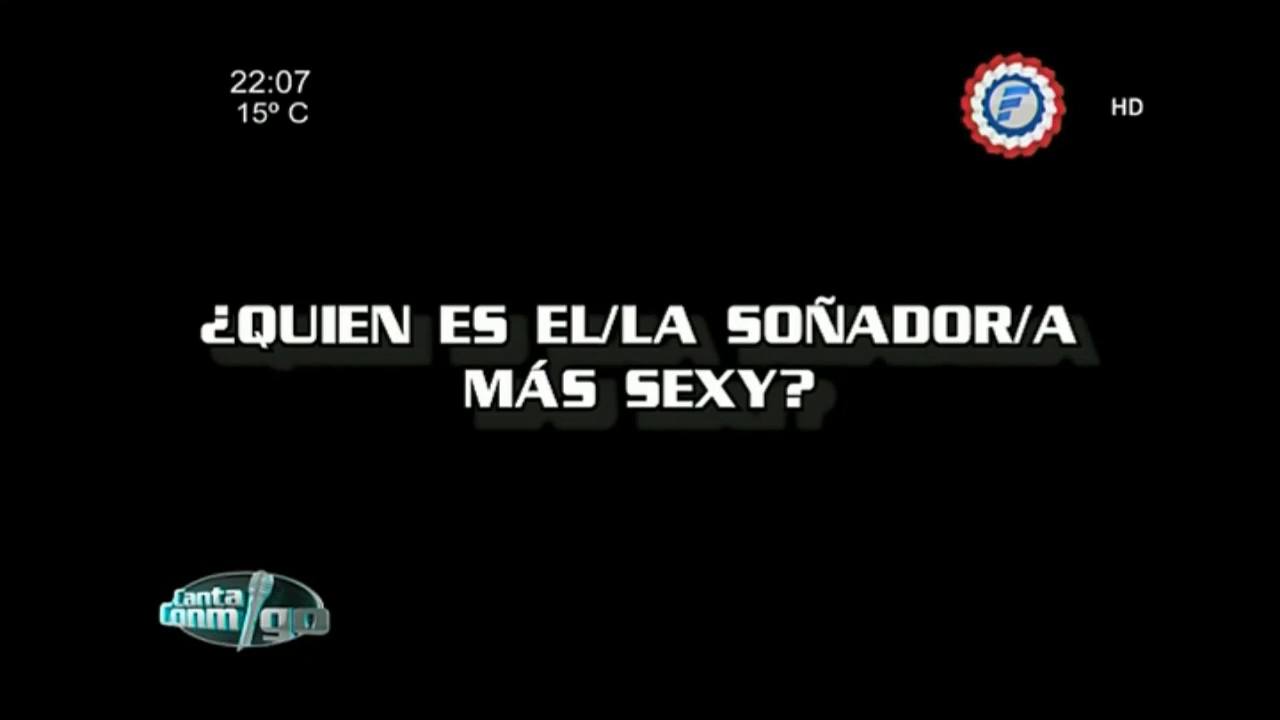 22:07
15º C
HD
¿QUIEN ES EL/LA SOÑADOR/A
MÁS SEXY?
Canta
Conmigo